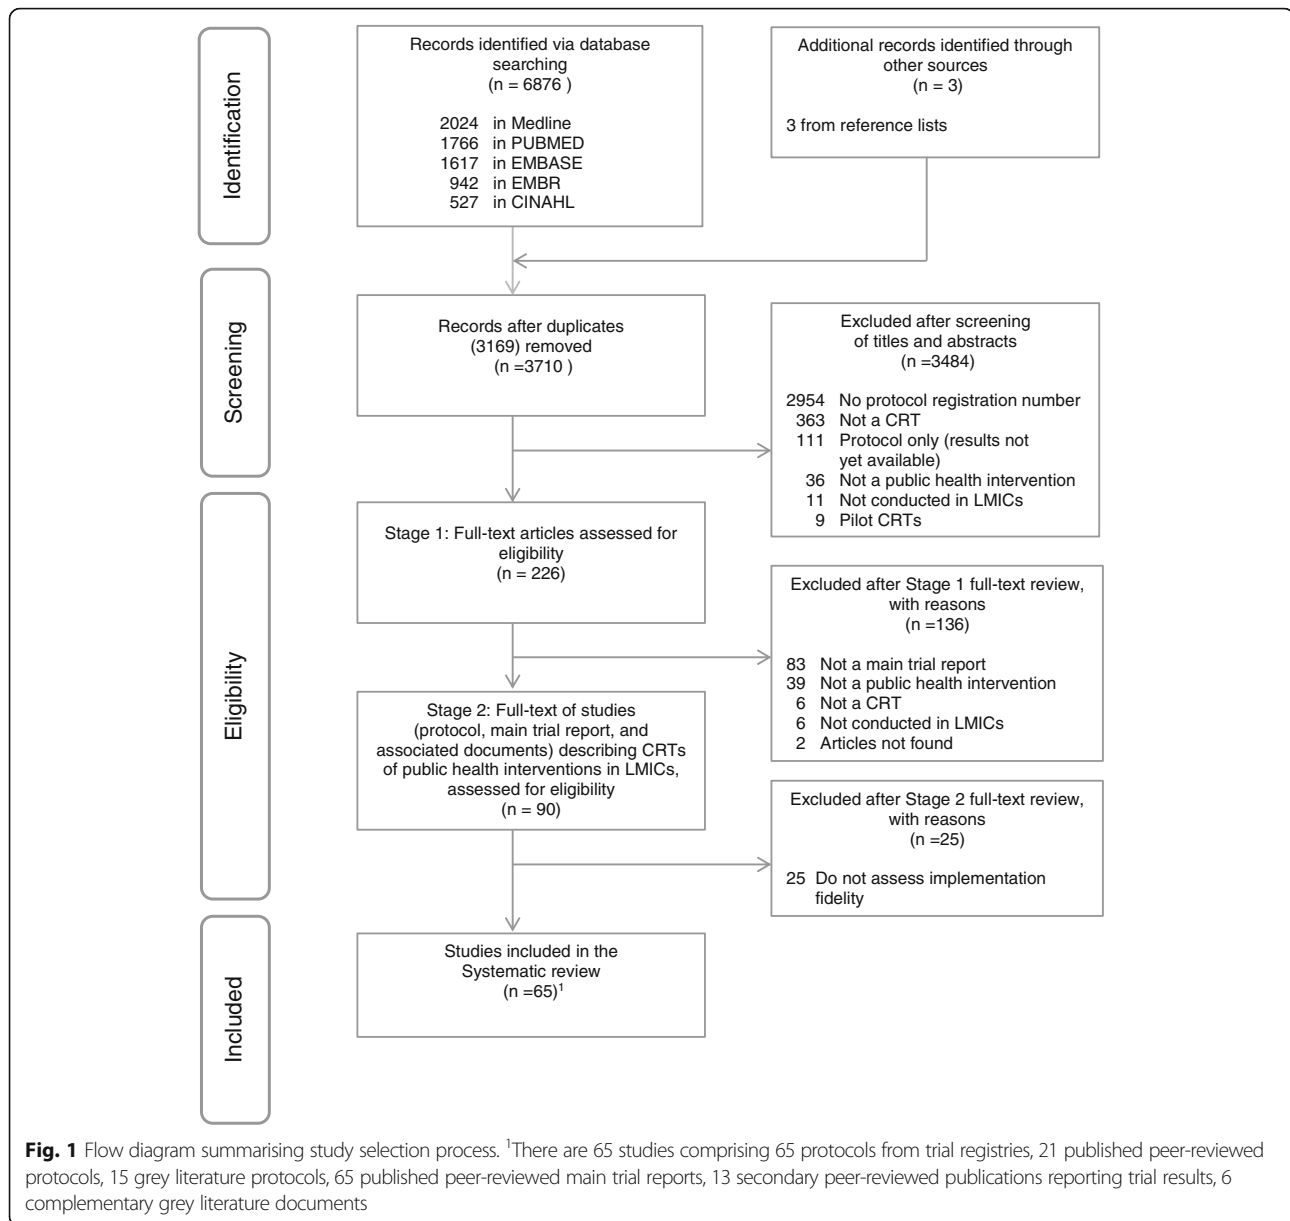 Identification
Records identified via database
searching
(n = 6876 )
2024 in Medline
1766 in PUBMED
1617 in EMBASE
942 in EMBR
527 in CINAHL
Additional records identified through
other sources
(n = 3)
3 from reference lists
Screening
Records after duplicates
(3169) removed
(n =3710 )
Excluded after screening
of titles and abstracts
(n =3484)
2954 No protocol registration number
363 Not a CRT
111 Protocol only (results not
yet available)
36 Not a public health intervention
11 Not conducted in LMICs
9 Pilot CRTs
Eligibility
Stage 1: Full-text articles assessed for
eligibility
(n = 226)
Excluded after Stage 1 full-text review,
with reasons
(n =136)
83 Not a main trial report
39 Not a public health intervention
6 Not a CRT
6 Not conducted in LMICs
2 Articles not found
Stage 2: Full-text of studies
(protocol, main trial report, and
associated documents) describing CRTs
of public health interventions in LMICs,
assessed for eligibility
(n = 90)
Excluded after Stage 2 full-text review,
with reasons
(n =25)
25 Do not assess implementation
fidelity
Included
Studies included in the
Systematic review
(n =65)¹
Fig. 1 Flow diagram summarising study selection process. ¹There are 65 studies comprising 65 protocols from trial registries, 21 published peer-reviewed
protocols, 15 grey literature protocols, 65 published peer-reviewed main trial reports, 13 secondary peer-reviewed publications reporting trial results, 6
complementary grey literature documents